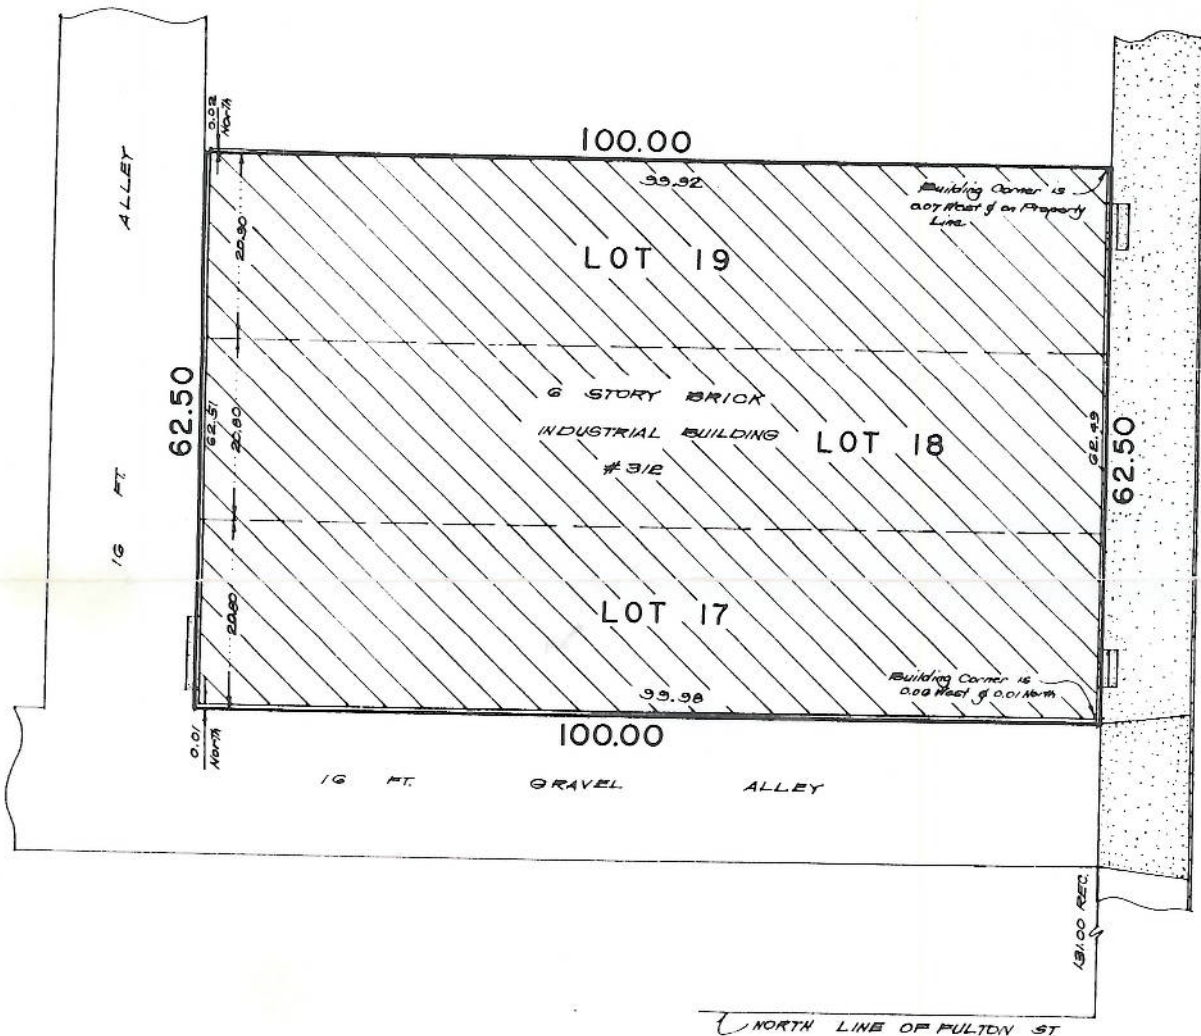 0.02
North
100.00
99.92
Building Corner is
0.07 West & on Property
Line
ALLEY
20.90
LOT 19
62.50
62.51
20.80
6 STORY BRICK
INDUSTRIAL BUILDING
# 312
LOT 18
62.49
62.50
16 FT.
20.80
LOT 17
Building Corner is
West & 0.01 North
99.98
100.00
0.01
North
16 FT. GRAVEL ALLEY
131.00 REC.
NORTH LINE OF FULTON ST